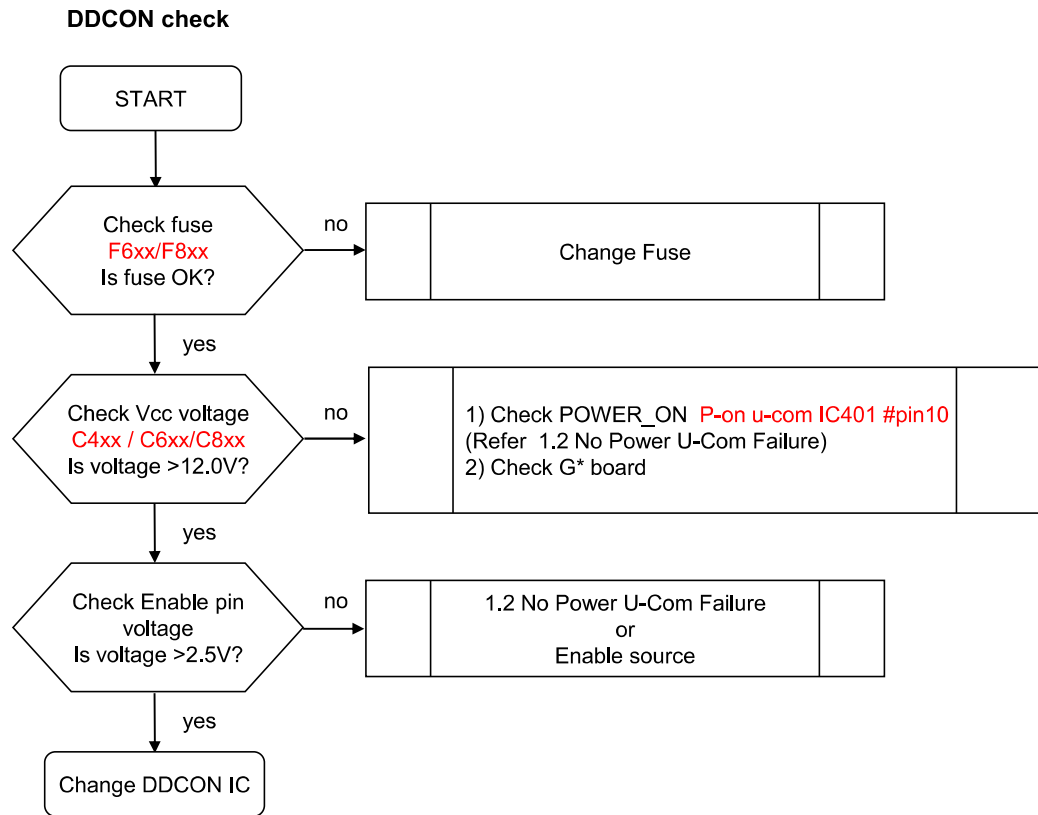 DDCON check
START
Check fuse
F6xx/F8xx
Is fuse OK?
no
Change Fuse
yes
Check Vcc voltage
C4xx / C6xx/C8xx
Is voltage >12.0V?
no
1) Check POWER_ON  P-on u-com IC401 #pin10
(Refer  1.2 No Power U-Com Failure)
2) Check G* board
yes
Check Enable pin
voltage
Is voltage >2.5V?
no
1.2 No Power U-Com Failure
or
Enable source
yes
Change DDCON IC